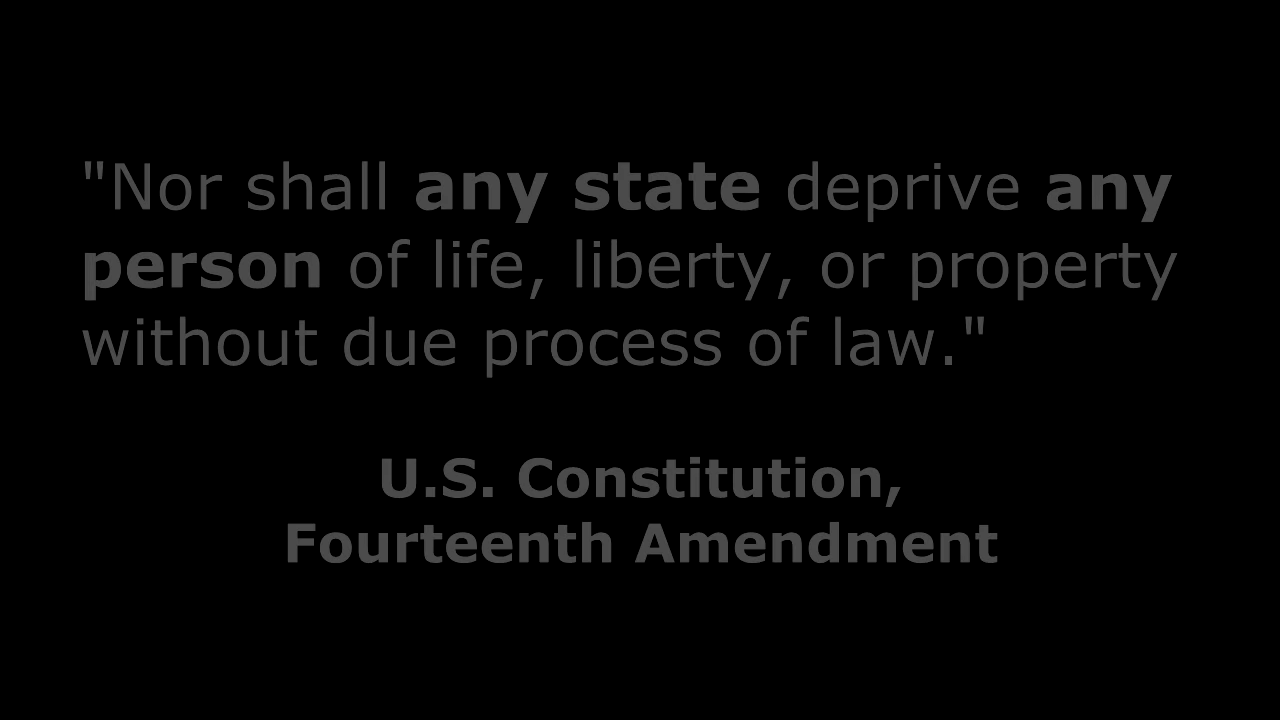 "Nor shall any state deprive any
person of life, liberty, or property
without due process of law."
U.S. Constitution,
Fourteenth Amendment